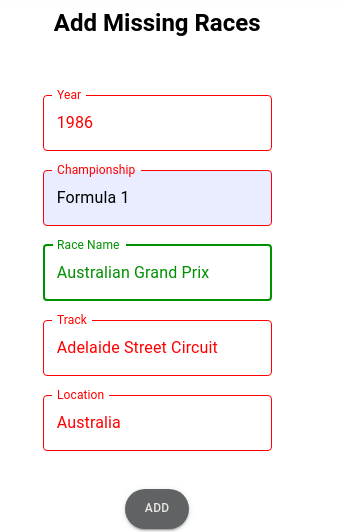 Add Missing Races
Year
1986
Championship
Formula 1
Race Name
Australian Grand Prix
Track
Adelaide Street Circuit
Location
Australia
ADD